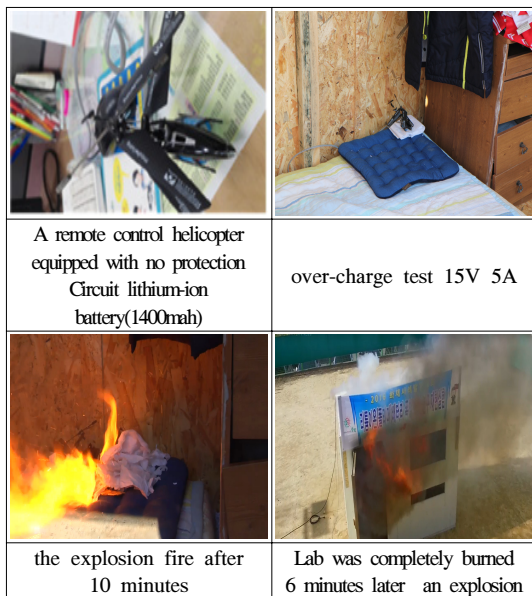 A remote control helicopter
equipped with no protection
Circuit lithium-ion
battery(1400mah)
over-charge test 15V 5A
the explosion fire after
10 minutes
Lab was completely burned
6 minutes later an explosion